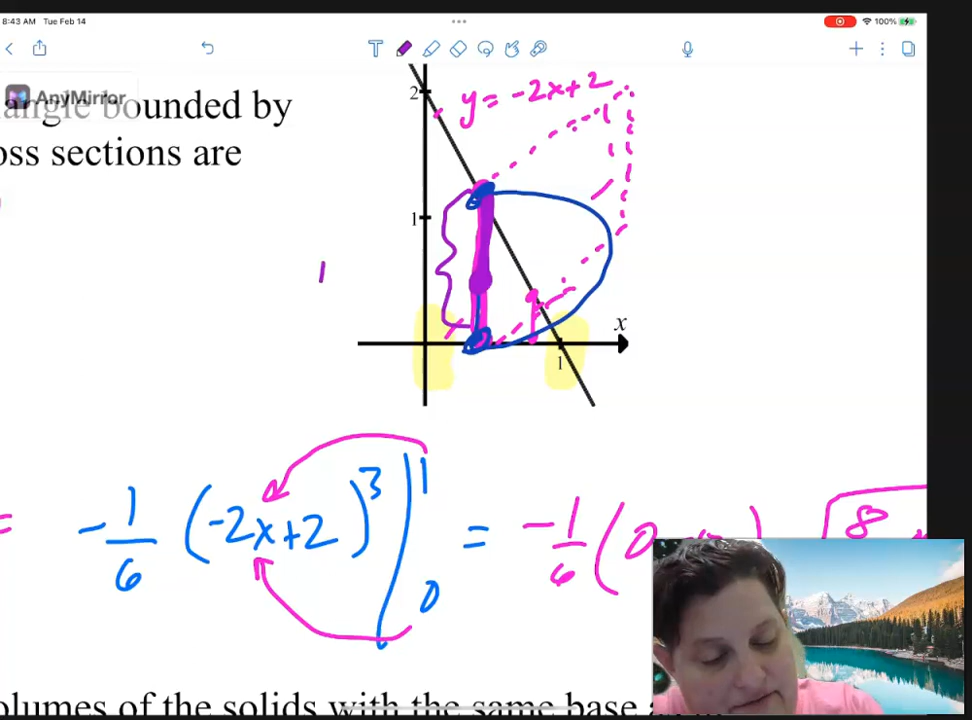 8:43 AM Tue Feb 14
100%
AnyMirror
angle bounded by
oss sections are
2
y = -2x+2
1
x
1
= -1/6 (-2x+2)^3 |_0^1 = -1/6 (0
8
olumes of the solids with the same base a